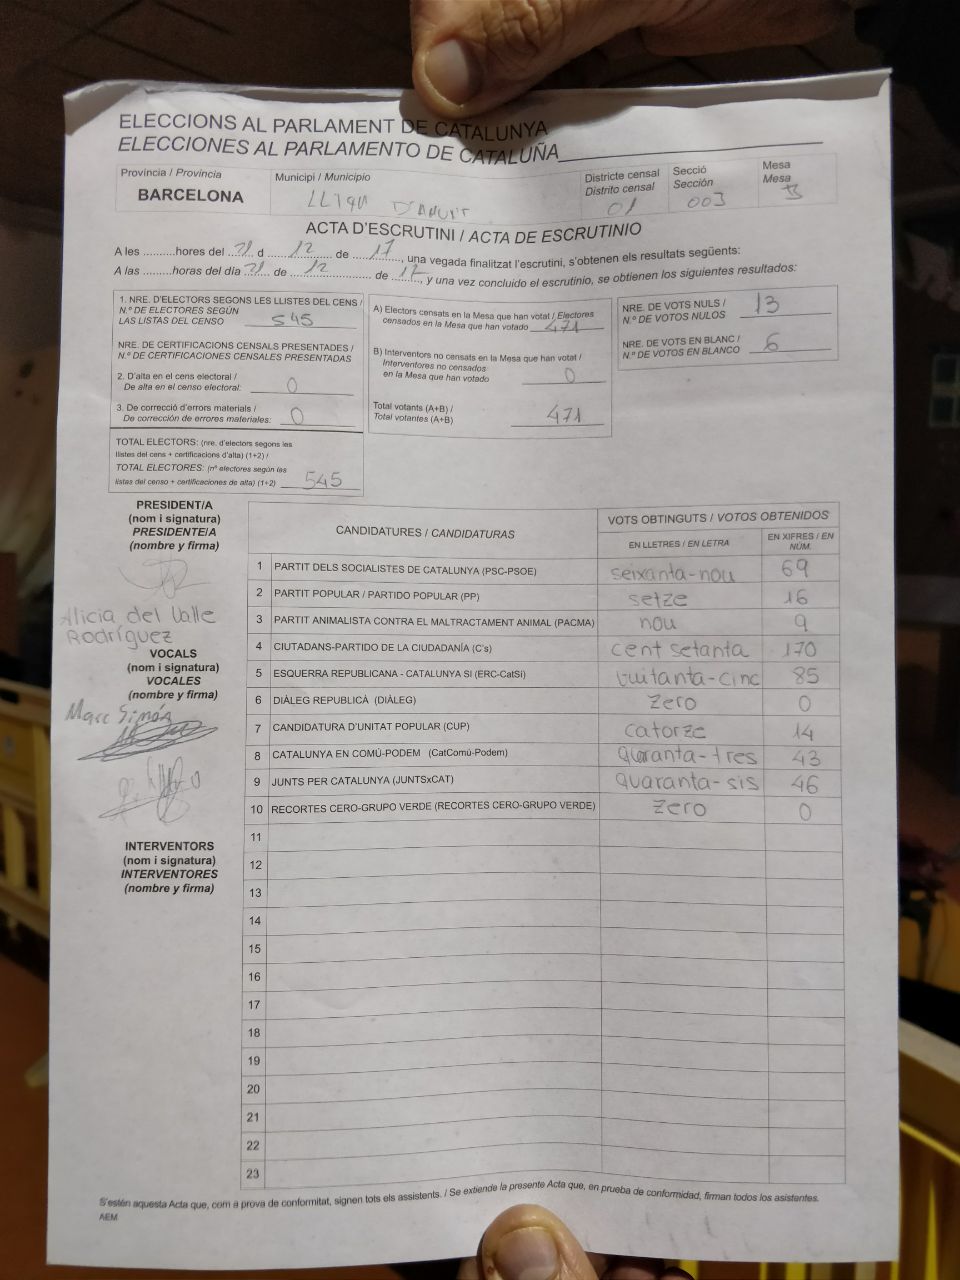 ELECCIONS AL PARLAMENT DE CATALUNYA
ELECCIONES AL PARLAMENTO DE CATALUÑA
Província / Provincia
BARCELONA
Municipi / Municipio
LLIÇÀ D'AMUNT
Districte censal
Distrito censal
01
Secció
Sección
003
Mesa
Mesa
B
ACTA D'ESCRUTINI / ACTA DE ESCRUTINIO
A les ..........hores del 21 d 12 de 17, una vegada finalitzat l'escrutini, s'obtenen els resultats següents:
A las ..........horas del día 21 de 12 de 17, y una vez concluido el escrutinio, se obtienen los siguientes resultados:
1. NRE. D'ELECTORS SEGONS LES LLISTES DEL CENS /
N.º DE ELECTORES SEGÚN
LAS LISTAS DEL CENSO 545
NRE. DE CERTIFICACIONS CENSALS PRESENTADES /
N.º DE CERTIFICACIONES CENSALES PRESENTADAS
2. D'alta en el cens electoral /
De alta en el censo electoral: 0
3. De correcció d'errors materials /
De corrección de errores materiales: 0
TOTAL ELECTORS: (nre. d'electors segons les
llistes del cens + certificacions d'alta) (1+2) /
TOTAL ELECTORES: (nº electores según las
listas del censo + certificaciones de alta) (1+2) 545
A) Electors censats en la Mesa que han votat / Electores
censados en la Mesa que han votado 471
B) Interventors no censats en la Mesa que han votat /
Interventores no censados
en la Mesa que han votado 0
Total votants (A+B) /
Total votantes (A+B) 471
NRE. DE VOTS NULS /
N.º DE VOTOS NULOS 13
NRE. DE VOTS EN BLANC /
N.º DE VOTOS EN BLANCO 6
PRESIDENT/A
(nom i signatura)
PRESIDENTE/A
(nombre y firma)
Alicia del Valle
Rodríguez
VOCALS
(nom i signatura)
VOCALES
(nombre y firma)
Marc Simón
INTERVENTORS
(nom i signatura)
INTERVENTORES
(nombre y firma)
CANDIDATURES / CANDIDATURAS
VOTS OBTINGUTS / VOTOS OBTENIDOS
EN LLETRES / EN LETRA
EN XIFRES / EN
NÚM.
1 PARTIT DELS SOCIALISTES DE CATALUNYA (PSC-PSOE) seixanta-nou 69
2 PARTIT POPULAR / PARTIDO POPULAR (PP) setze 16
3 PARTIT ANIMALISTA CONTRA EL MALTRACTAMENT ANIMAL (PACMA) nou 9
4 CIUTADANS-PARTIDO DE LA CIUDADANÍA (C's) cent setanta 170
5 ESQUERRA REPUBLICANA - CATALUNYA SI (ERC-CatSi) vuitanta-cinc 85
6 DIÀLEG REPUBLICÀ (DIÀLEG) zero 0
7 CANDIDATURA D'UNITAT POPULAR (CUP) catorze 14
8 CATALUNYA EN COMÚ-PODEM (CatComú-Podem) quaranta-tres 43
9 JUNTS PER CATALUNYA (JUNTSxCAT) quaranta-sis 46
10 RECORTES CERO-GRUPO VERDE (RECORTES CERO-GRUPO VERDE) zero 0
11
12
13
14
15
16
17
18
19
20
21
22
23
S'estén aquesta Acta que, com a prova de conformitat, signen tots els assistents. / Se extiende la presente Acta que, en prueba de conformidad, firman todos los asistentes.
AEM